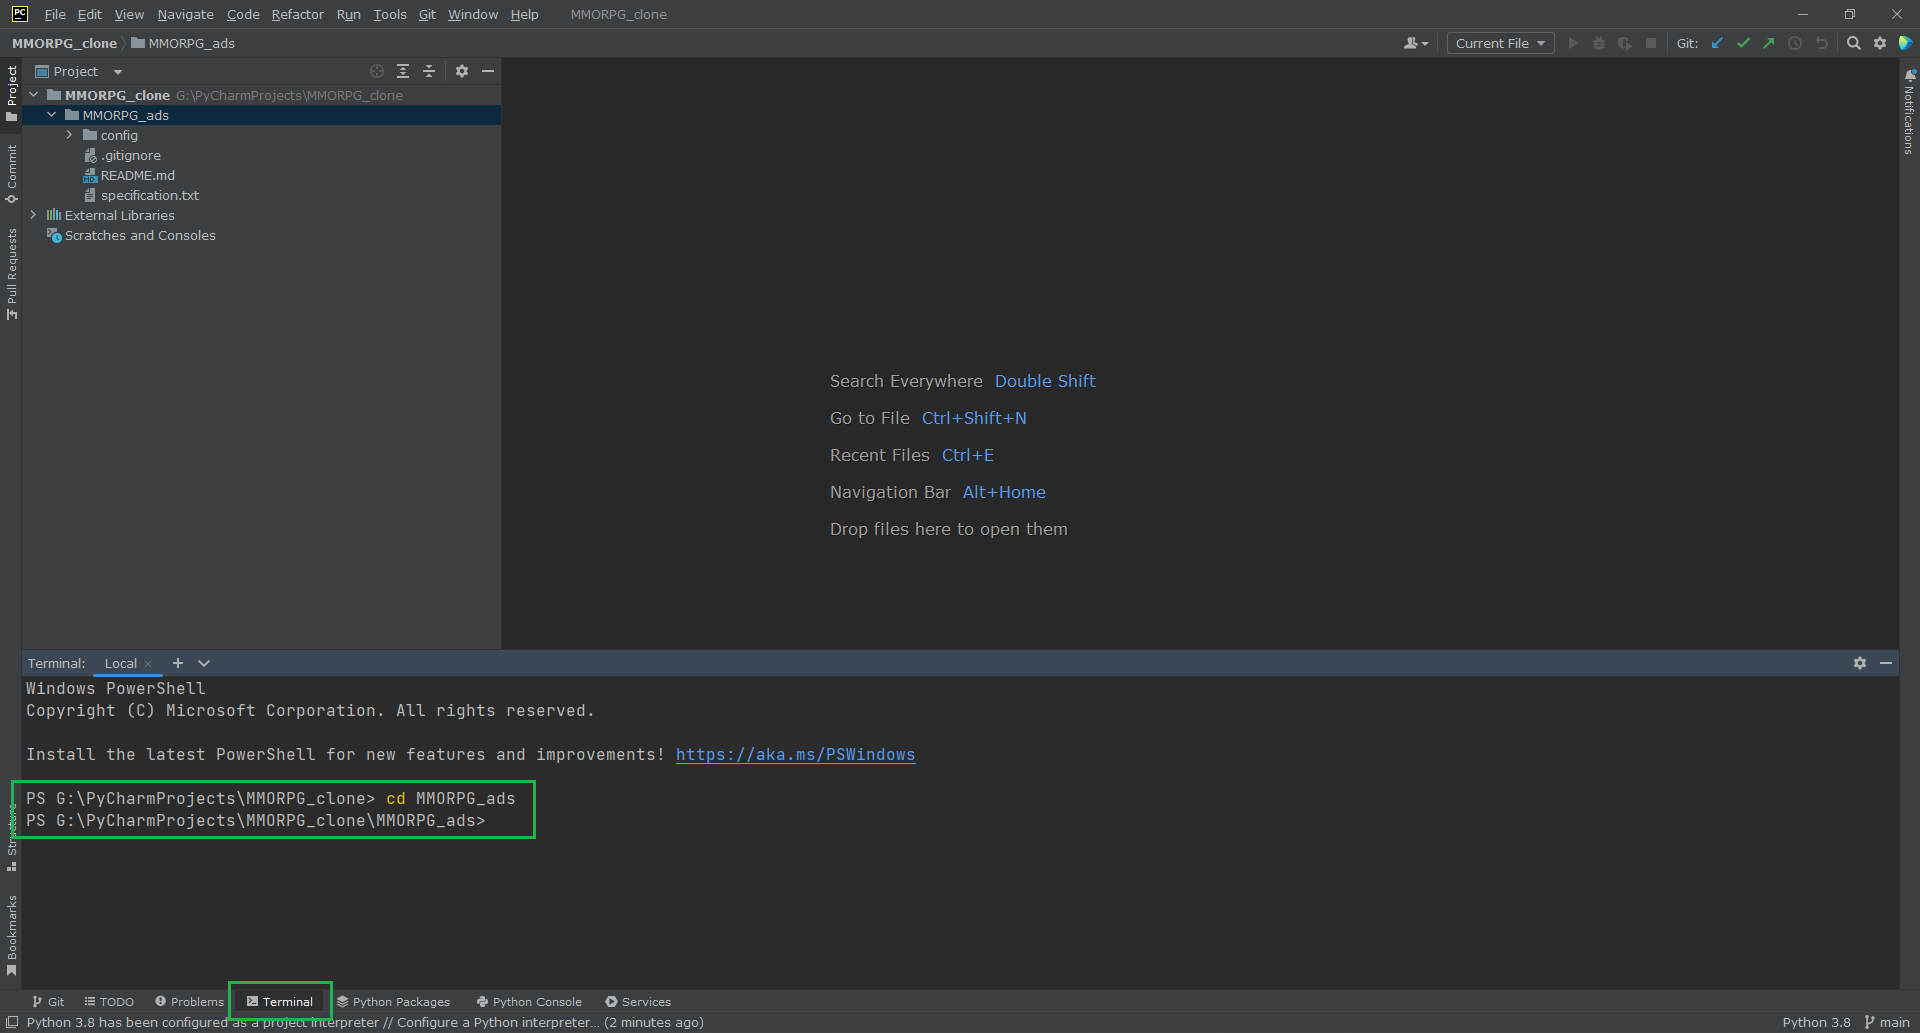 PC File Edit View Navigate Code Refactor Run Tools Git Window Help MMORPG_clone
MMORPG_clone MMORPG_ads Current File Git:
Project
MMORPG_clone G:\PyCharmProjects\MMORPG_clone
MMORPG_ads
config
.gitignore
MD README.md
specification.txt
External Libraries
Scratches and Consoles
Project
Commit
Pull Requests
Structure
Bookmarks
Notifications
Search Everywhere Double Shift
Go to File Ctrl+Shift+N
Recent Files Ctrl+E
Navigation Bar Alt+Home
Drop files here to open them
Terminal: Local
Windows PowerShell
Copyright (C) Microsoft Corporation. All rights reserved.
Install the latest PowerShell for new features and improvements! https://aka.ms/PSWindows
PS G:\PyCharmProjects\MMORPG_clone> cd MMORPG_ads
PS G:\PyCharmProjects\MMORPG_clone\MMORPG_ads>
Git TODO Problems Terminal Python Packages Python Console Services
Python 3.8 has been configured as a project interpreter // Configure a Python interpreter... (2 minutes ago) Python 3.8 main